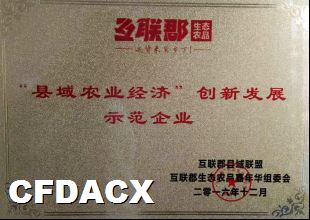 互联郡 生态农品
"县域农业经济"创新发展
示范企业
互联郡县域联盟
互联郡生态农品嘉年华组委会
二零一六年十二月
CFDACX